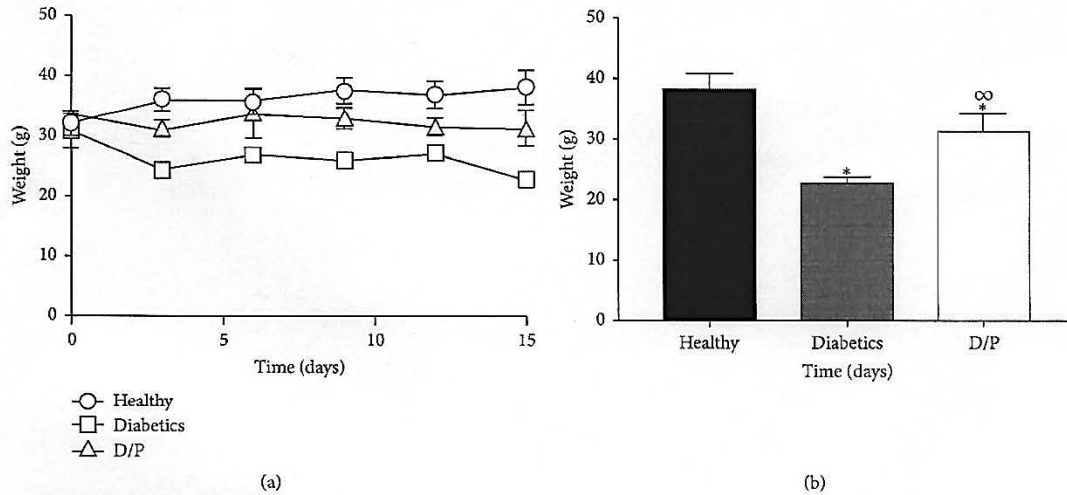 50
40
30
20
10
0
Weight (g)
0
5
10
15
Time (days)
Healthy
Diabetics
D/P
(a)
50
40
30
20
10
0
Weight (g)
*
∞
*
Healthy
Diabetics
D/P
Time (days)
(b)